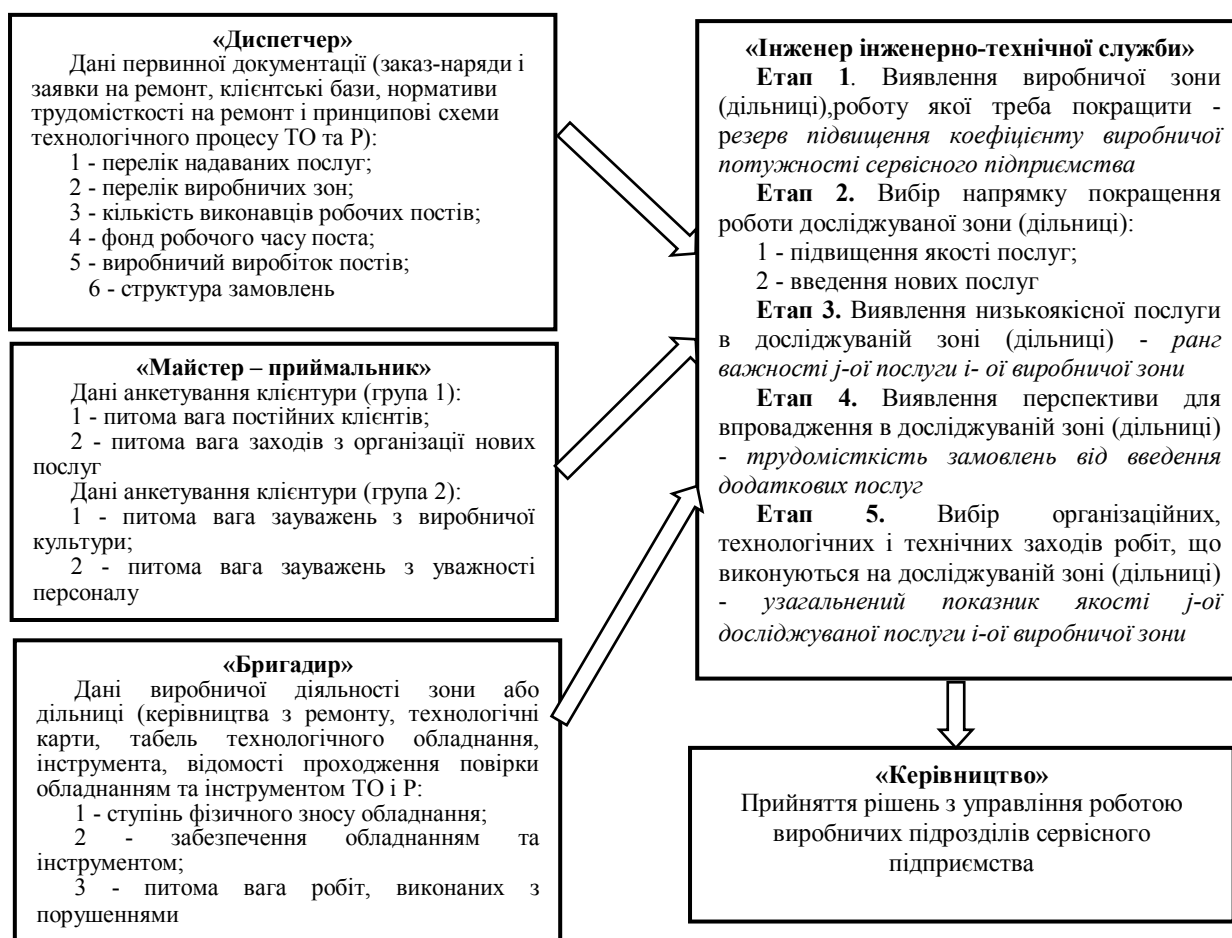 «Диспетчер»
Дані первинної документації (заказ-наряди і
заявки на ремонт, клієнтські бази, нормативи
трудомісткості на ремонт і принципові схеми
технологічного процесу ТО та Р):
1 - перелік надаваних послуг;
2 - перелік виробничих зон;
3 - кількість виконавців робочих постів;
4 - фонд робочого часу поста;
5 - виробничий виробіток постів;
6 - структура замовлень
«Майстер – приймальник»
Дані анкетування клієнтури (група 1):
1 - питома вага постійних клієнтів;
2 - питома вага заходів з організації нових
послуг
Дані анкетування клієнтури (група 2):
1 - питома вага зауважень з виробничої
культури;
2 - питома вага зауважень з уважності
персоналу
«Бригадир»
Дані виробничої діяльності зони або
дільниці (керівництва з ремонту, технологічні
карти, табель технологічного обладнання,
інструмента, відомості проходження повірки
обладнанням та інструментом ТО і Р:
1 - ступінь фізичного зносу обладнання;
2 - забезпечення обладнанням та
інструментом;
3 - питома вага робіт, виконаних з
порушеннями
«Інженер інженерно-технічної служби»
Етап 1. Виявлення виробничої зони
(дільниці),роботу якої треба покращити -
резерв підвищення коефіцієнту виробничої
потужності сервісного підприємства
Етап 2. Вибір напрямку покращення
роботи досліджуваної зони (дільниці):
1 - підвищення якості послуг;
2 - введення нових послуг
Етап 3. Виявлення низькоякісної послуги
в досліджуваній зоні (дільниці) - ранг
важності j-ої послуги і- ої виробничої зони
Етап 4. Виявлення перспективи для
впровадження в досліджуваній зоні (дільниці)
- трудомісткість замовлень від введення
додаткових послуг
Етап 5. Вибір організаційних,
технологічних і технічних заходів робіт, що
виконуються на досліджуваній зоні (дільниці)
- узагальнений показник якості j-ої
досліджуваної послуги і-ої виробничої зони
«Керівництво»
Прийняття рішень з управління роботою
виробничих підрозділів сервісного
підприємства